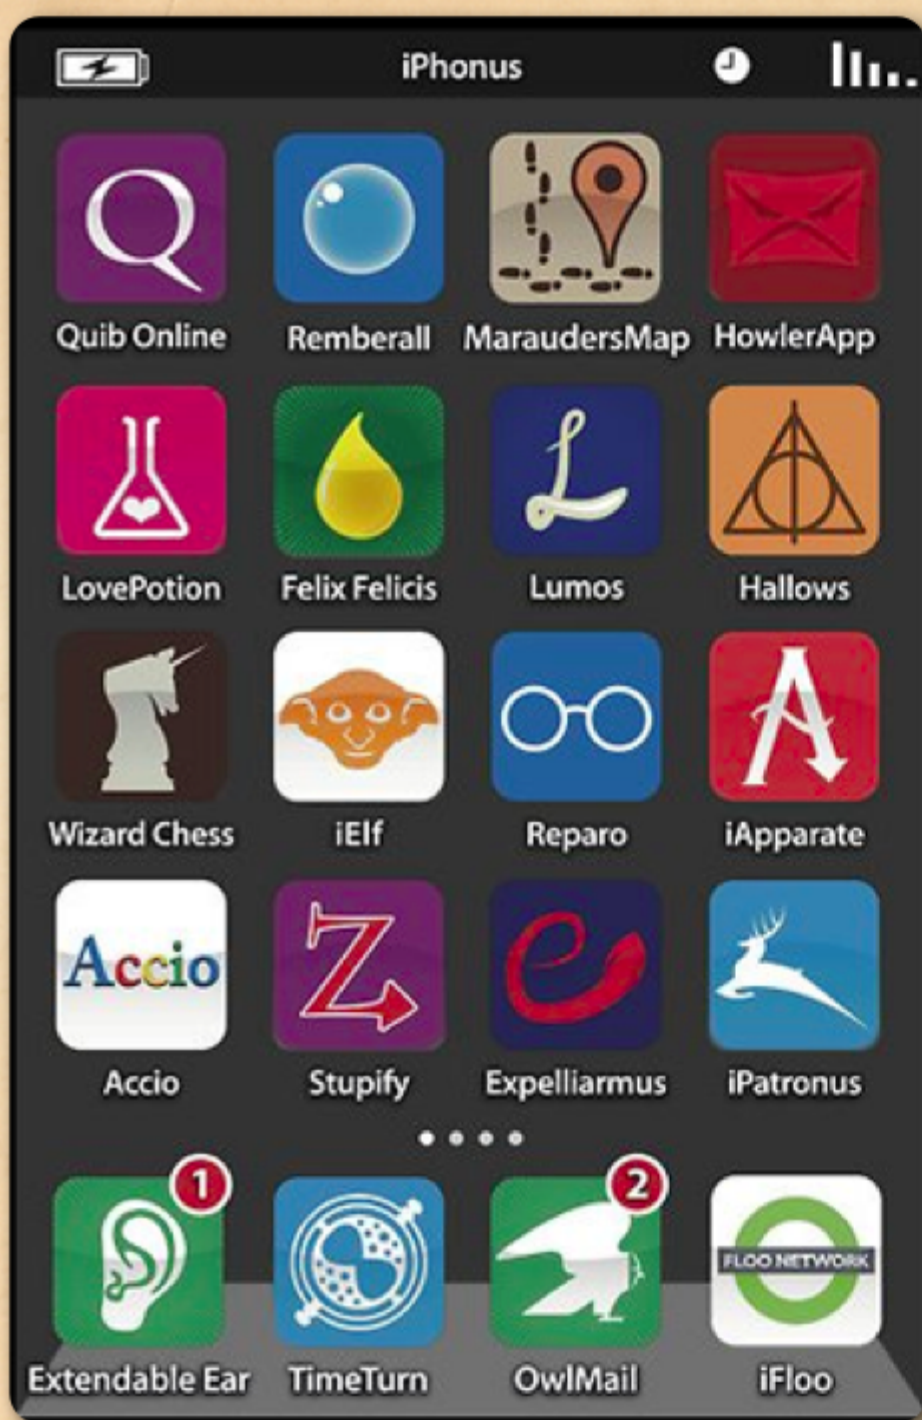 iPhonus
Quib Online Remberall MaraudersMap HowlerApp
LovePotion Felix Felicis Lumos Hallows
Wizard Chess iElf Reparo iApparate
Accio
Accio Stupify Expelliarmus iPatronus
1 2
FLOO NETWORK
Extendable Ear TimeTurn OwlMail iFloo